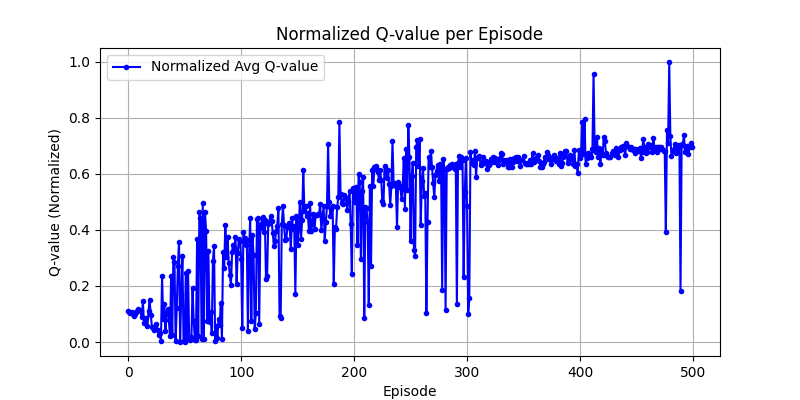 Normalized Q-value per Episode
Normalized Avg Q-value
Q-value (Normalized)
1.0
0.8
0.6
0.4
0.2
0.0
0 100 200 300 400 500
Episode